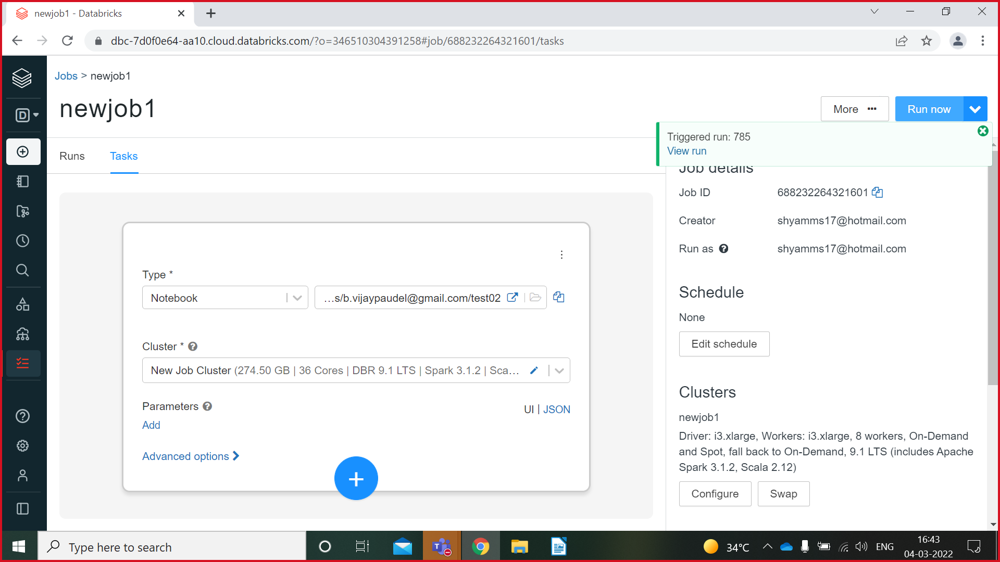 newjob1 - Databricks
dbc-7d0f0e64-aa10.cloud.databricks.com/?o=346510304391258#job/688232264321601/tasks
Jobs > newjob1
newjob1
More
Run now
Triggered run: 785
View run
D
Runs
Tasks
Job details
Job ID
688232264321601
Creator
shyamms17@hotmail.com
Run as
shyamms17@hotmail.com
Type *
Notebook
...s/b.vijaypaudel@gmail.com/test02
Cluster *
New Job Cluster (274.50 GB | 36 Cores | DBR 9.1 LTS | Spark 3.1.2 | Sca...
Parameters
UI | JSON
Add
Advanced options
Schedule
None
Edit schedule
Clusters
newjob1
Driver: i3.xlarge, Workers: i3.xlarge, 8 workers, On-Demand
and Spot, fall back to On-Demand, 9.1 LTS (includes Apache
Spark 3.1.2, Scala 2.12)
Configure
Swap
Type here to search
34°C
ENG
16:43
04-03-2022